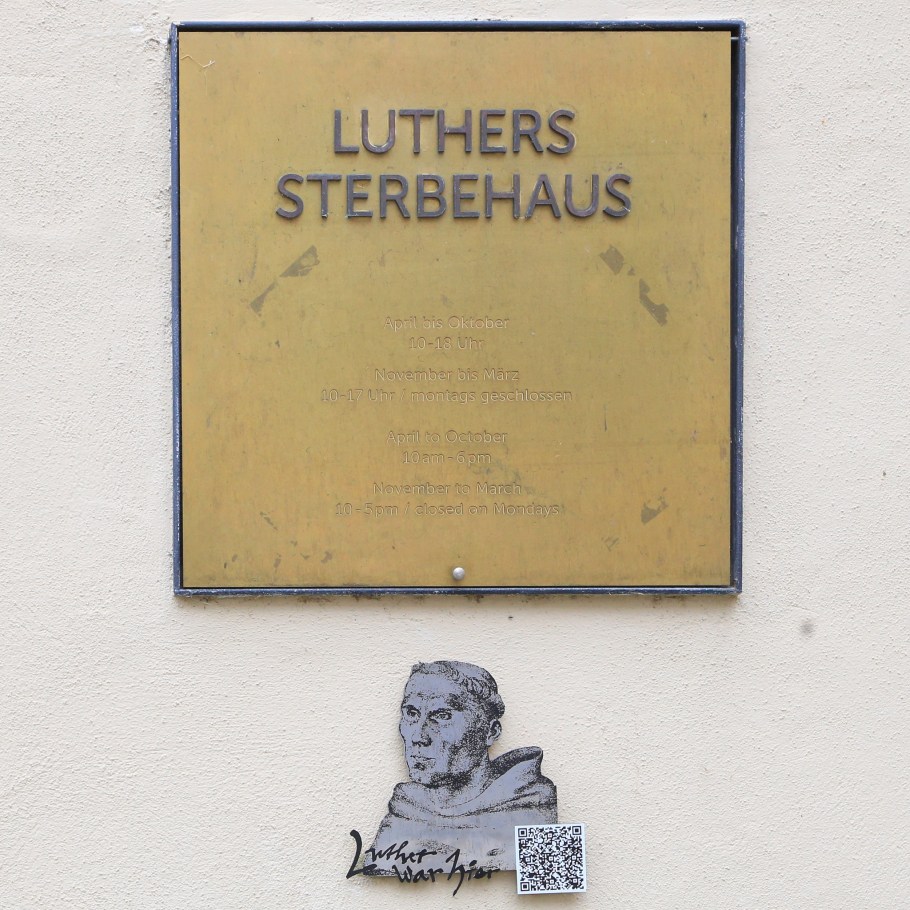 LUTHERS
STERBEHAUS
April bis Oktober
10-18 Uhr
November bis März
10-17 Uhr / montags geschlossen
April to October
10am-6pm
November to March
10-5pm / closed on Mondays
Luther
war hier